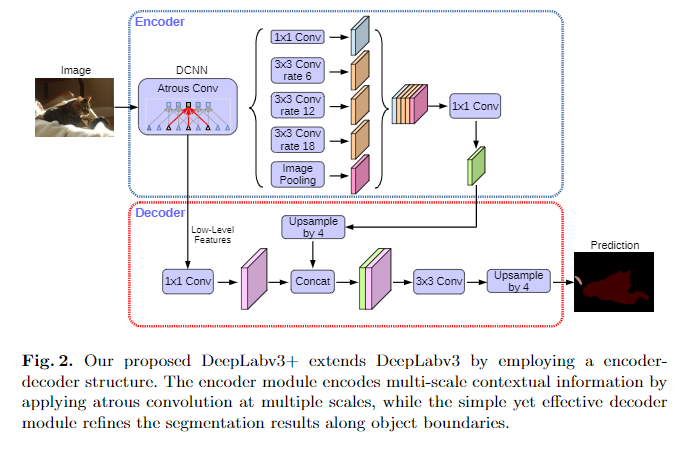 Encoder
Image
DCNN
Atrous Conv
1x1 Conv
3x3 Conv
rate 6
3x3 Conv
rate 12
3x3 Conv
rate 18
Image
Pooling
1x1 Conv
Decoder
Low-Level
Features
Upsample
by 4
1x1 Conv
Concat
3x3 Conv
Upsample
by 4
Prediction
Fig. 2. Our proposed DeepLabv3+ extends DeepLabv3 by employing a encoder-
decoder structure. The encoder module encodes multi-scale contextual information by
applying atrous convolution at multiple scales, while the simple yet effective decoder
module refines the segmentation results along object boundaries.